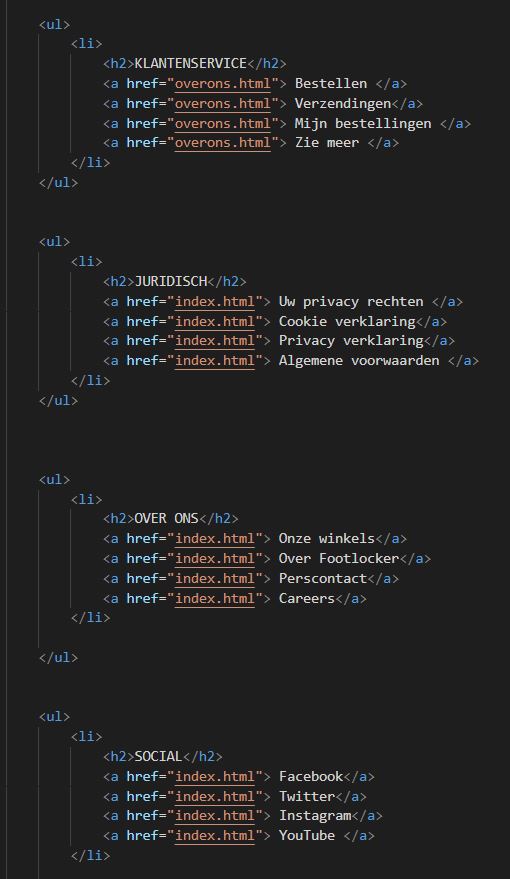 <ul>
<li>
<h2>KLANTENSERVICE</h2>
<a href="overons.html"> Bestellen </a>
<a href="overons.html"> Verzendingen</a>
<a href="overons.html"> Mijn bestellingen </a>
<a href="overons.html"> Zie meer </a>
</li>
</ul>
<ul>
<li>
<h2>JURIDISCH</h2>
<a href="index.html"> Uw privacy rechten </a>
<a href="index.html"> Cookie verklaring</a>
<a href="index.html"> Privacy verklaring</a>
<a href="index.html"> Algemene voorwaarden </a>
</li>
</ul>
<ul>
<li>
<h2>OVER ONS</h2>
<a href="index.html"> Onze winkels</a>
<a href="index.html"> Over Footlocker</a>
<a href="index.html"> Perscontact</a>
<a href="index.html"> Careers</a>
</li>
</ul>
<ul>
<li>
<h2>SOCIAL</h2>
<a href="index.html"> Facebook</a>
<a href="index.html"> Twitter</a>
<a href="index.html"> Instagram</a>
<a href="index.html"> YouTube </a>
</li>